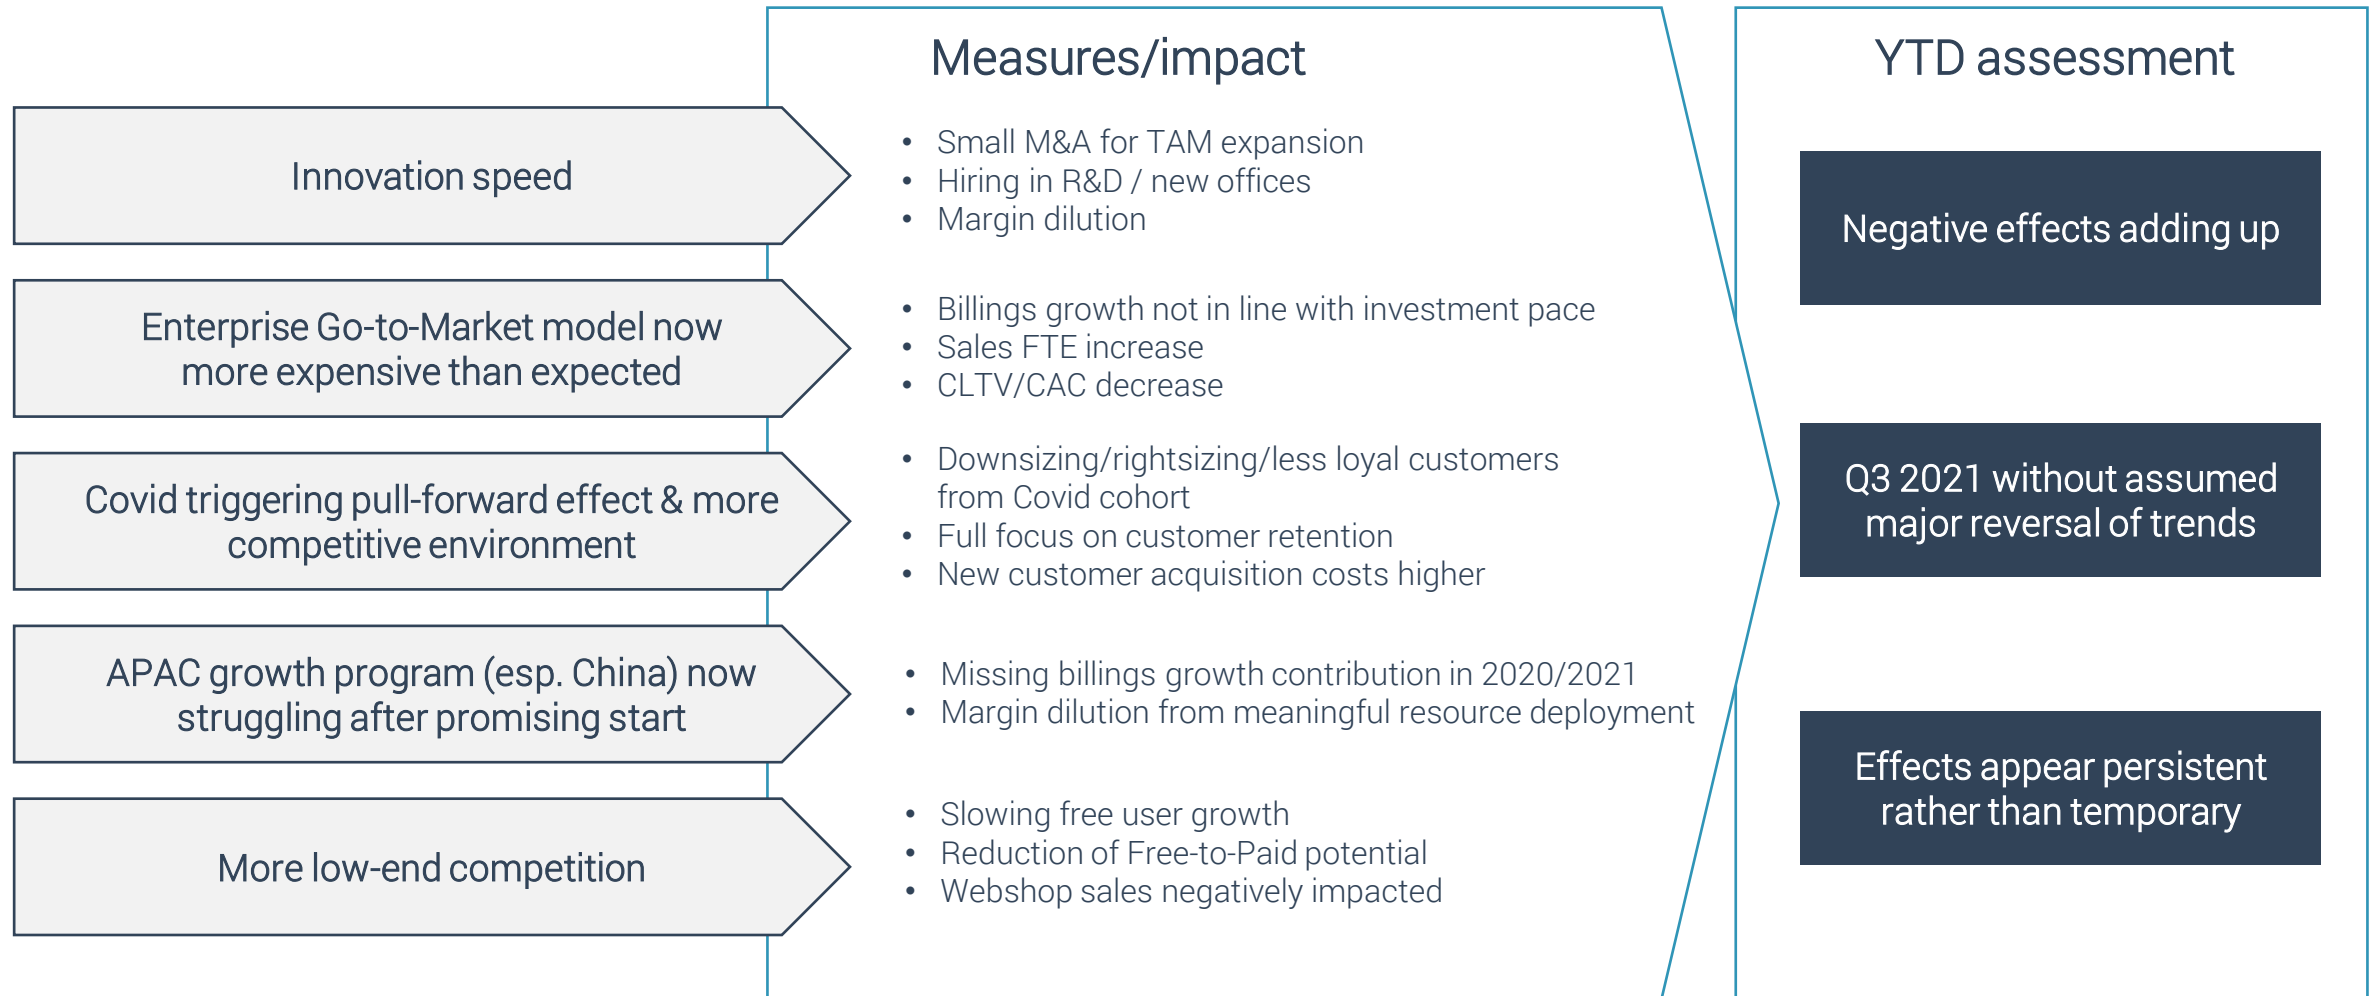 Measures/impact
YTD assessment
Innovation speed
• Small M&A for TAM expansion
• Hiring in R&D / new offices
• Margin dilution
Enterprise Go-to-Market model now
more expensive than expected
• Billings growth not in line with investment pace
• Sales FTE increase
• CLTV/CAC decrease
Covid triggering pull-forward effect & more
competitive environment
• Downsizing/rightsizing/less loyal customers
from Covid cohort
• Full focus on customer retention
• New customer acquisition costs higher
APAC growth program (esp. China) now
struggling after promising start
• Missing billings growth contribution in 2020/2021
• Margin dilution from meaningful resource deployment
More low-end competition
• Slowing free user growth
• Reduction of Free-to-Paid potential
• Webshop sales negatively impacted
Negative effects adding up
Q3 2021 without assumed
major reversal of trends
Effects appear persistent
rather than temporary